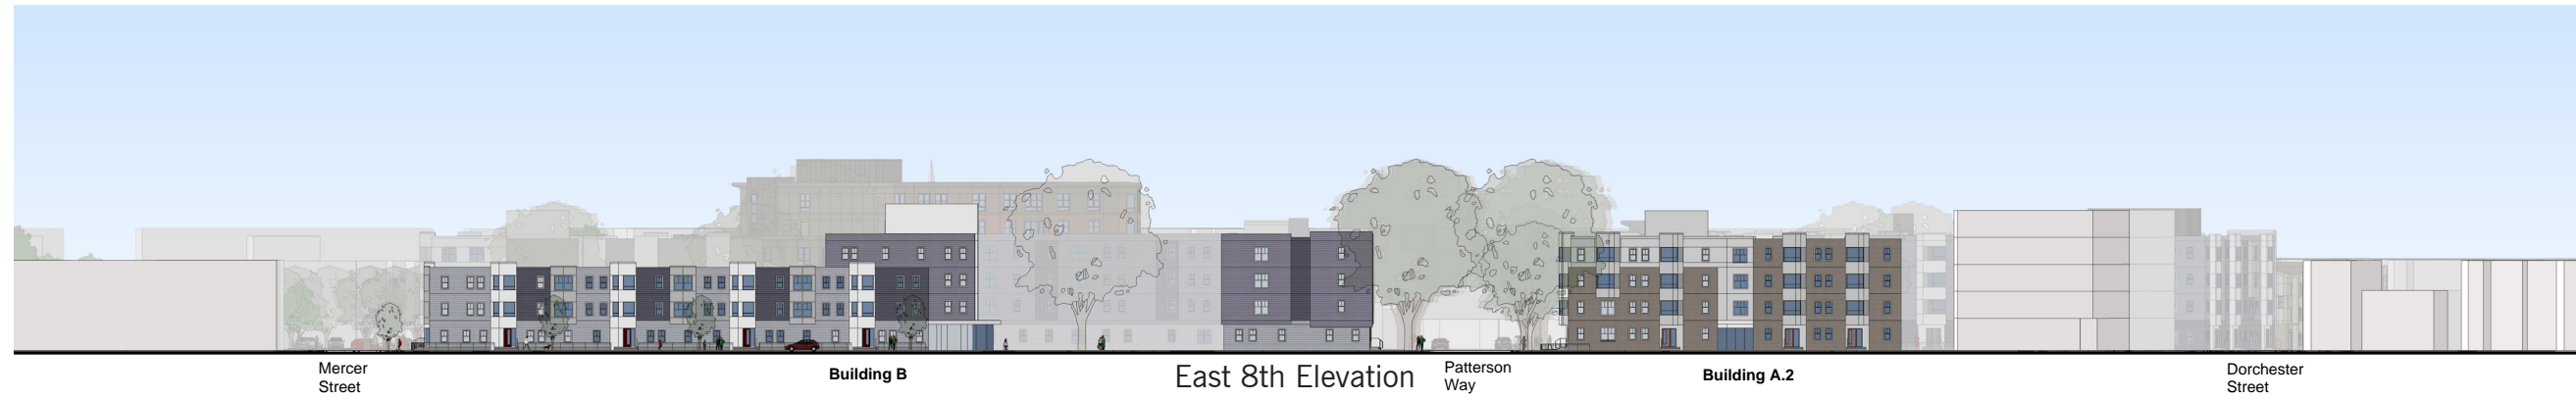 Mercer
Street
Building B
East 8th Elevation
Patterson
Way
Building A.2
Dorchester
Street